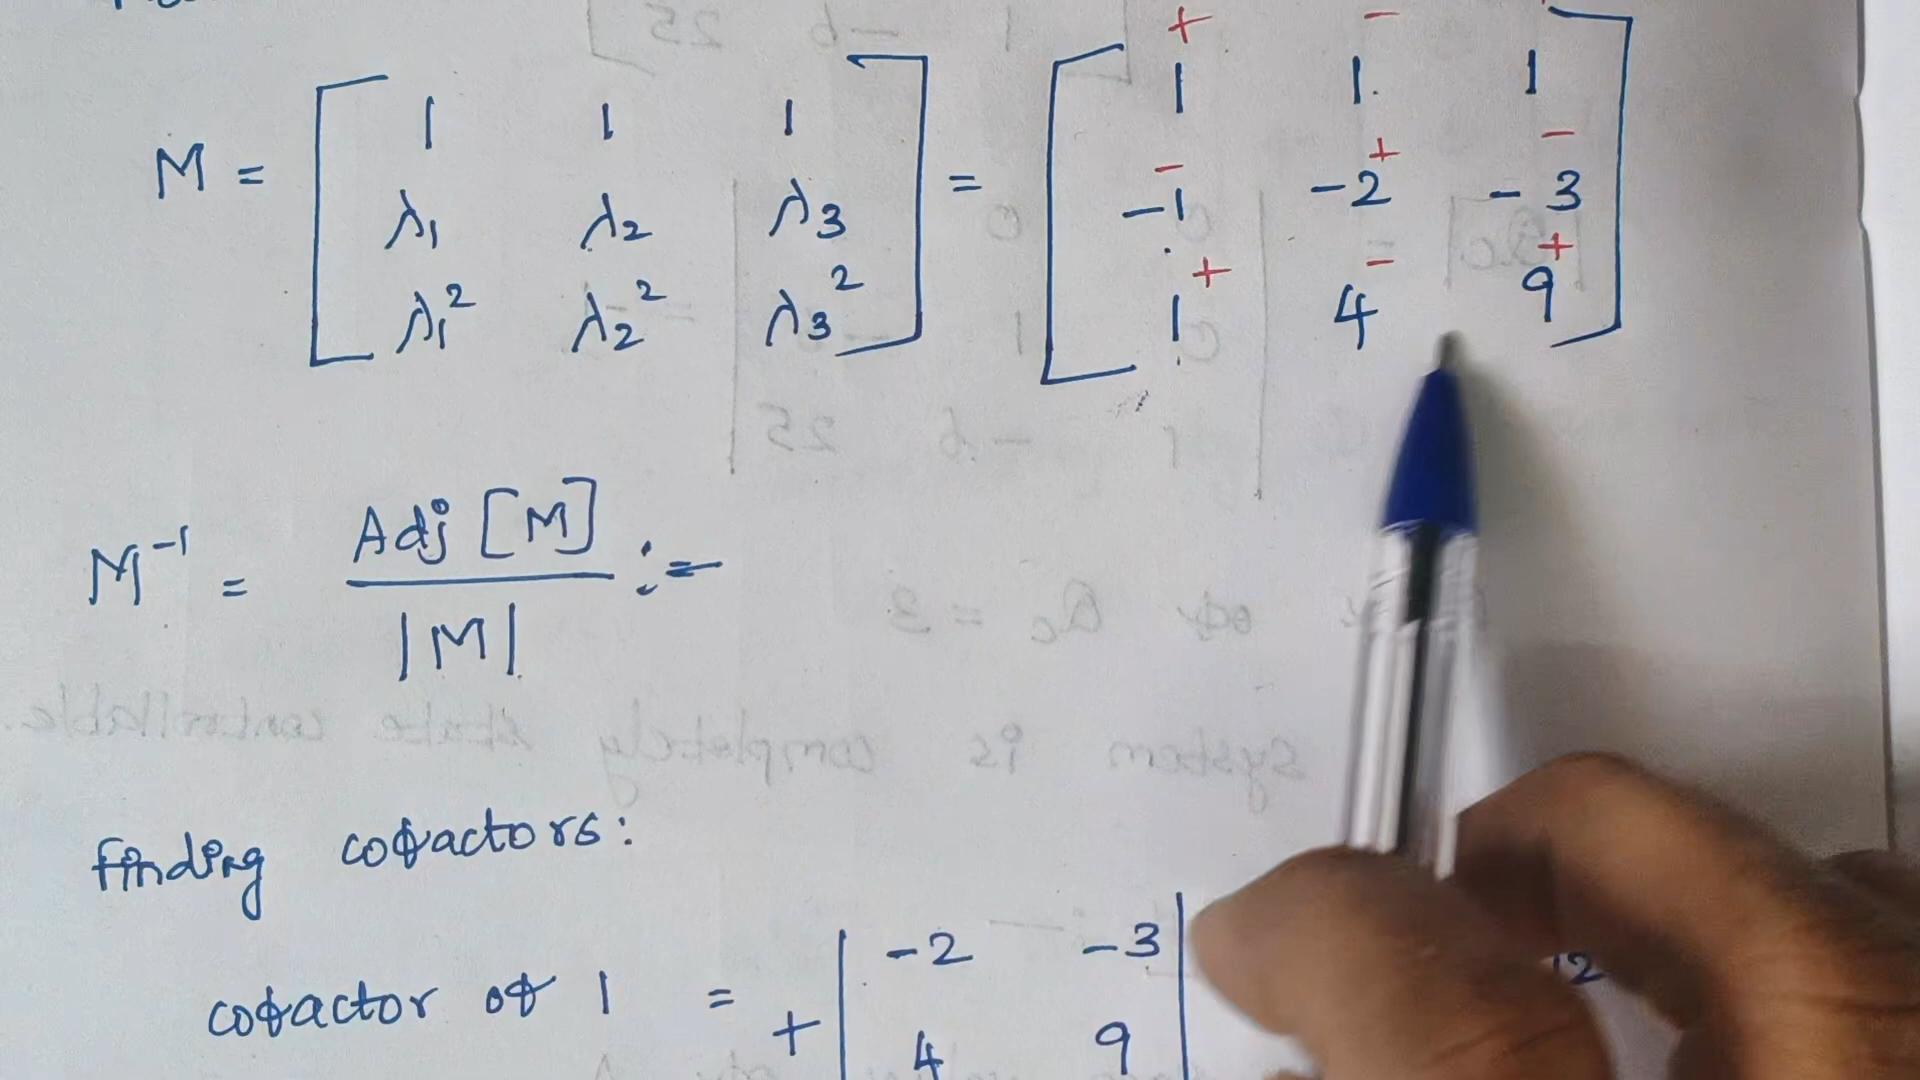 M = [ 1 1 1 ; λ1 λ2 λ3 ; λ1² λ2² λ3² ] = [ 1 1 1 ; -1 -2 -3 ; 1 4 9 ]
+ -
- + -
+ - +
M⁻¹ = Adj [M] / |M| :-
finding cofactors:
cofactor of 1 = + | -2 -3 ; 4 9 |